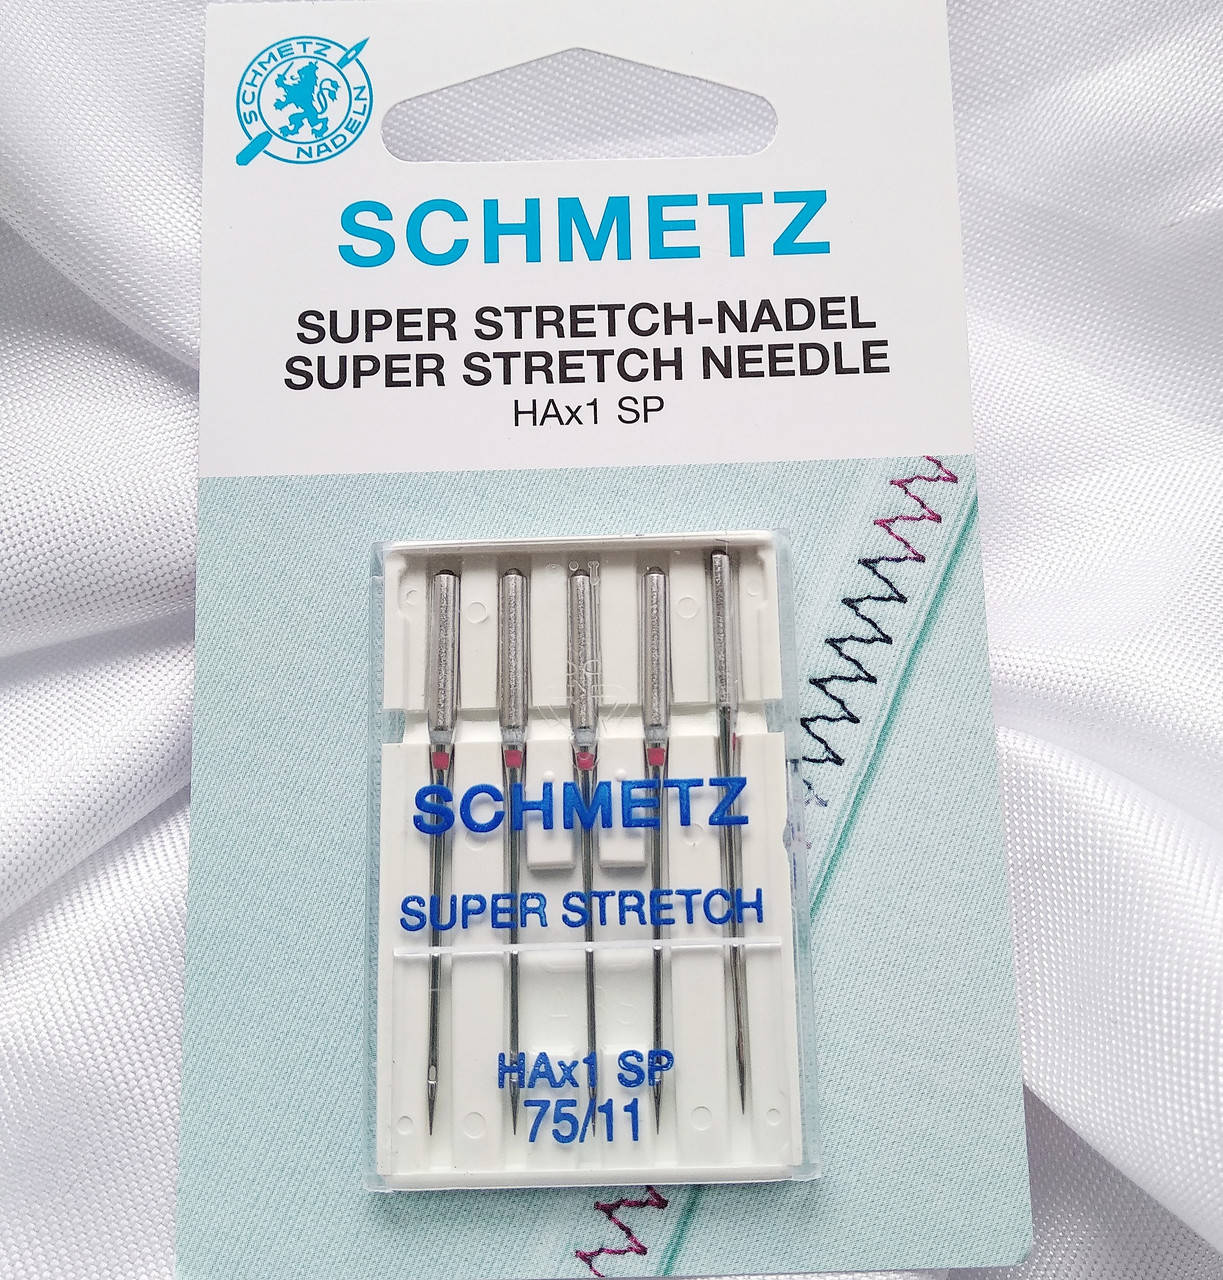 SCHMETZ
NADELN
SCHMETZ
SUPER STRETCH-NADEL
SUPER STRETCH NEEDLE
HAx1 SP
SCHMETZ
SUPER STRETCH
HAx1 SP
75/11